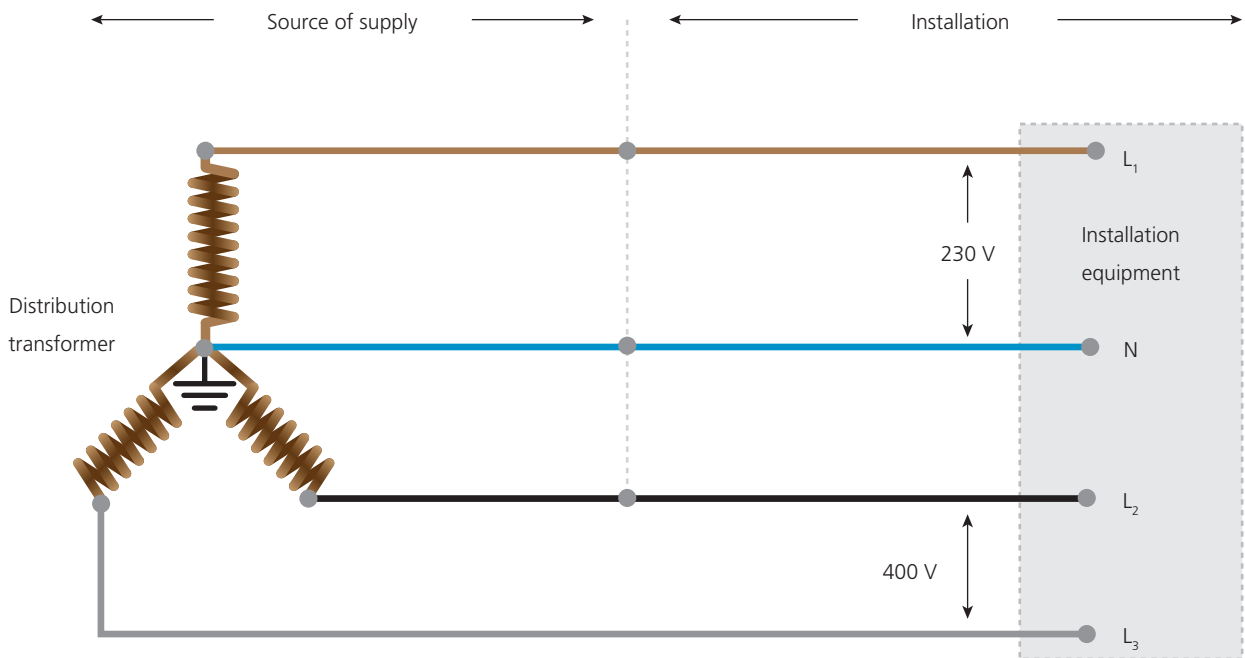 Source of supply
Installation
L₁
Installation
equipment
230 V
Distribution
transformer
N
L₂
400 V
L₃